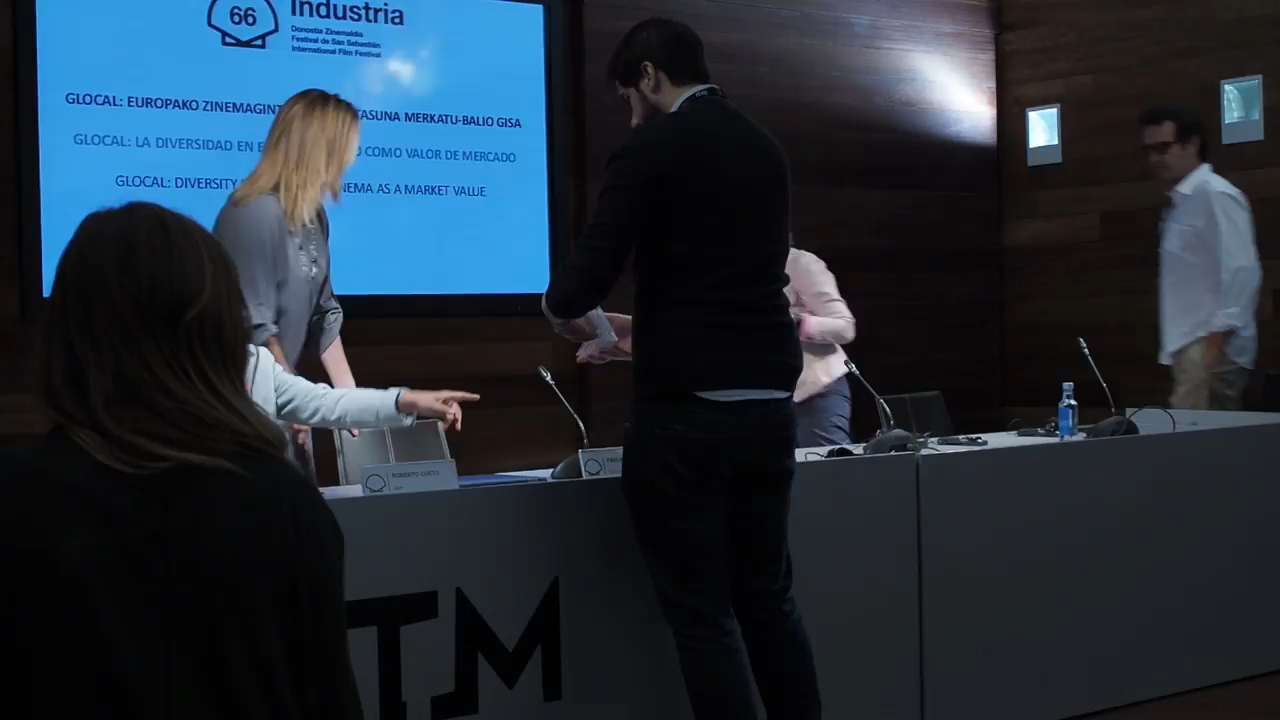 66
Industria
Donostia Zinemaldia
Festival de San Sebastián
International Film Festival
GLOCAL: EUROPAKO ZINEMAGINT TASUNA MERKATU-BALIO GISA
GLOCAL: LA DIVERSIDAD EN E O COMO VALOR DE MERCADO
GLOCAL: DIVERSITY NEMA AS A MARKET VALUE
ROBERTO CUETO
TM